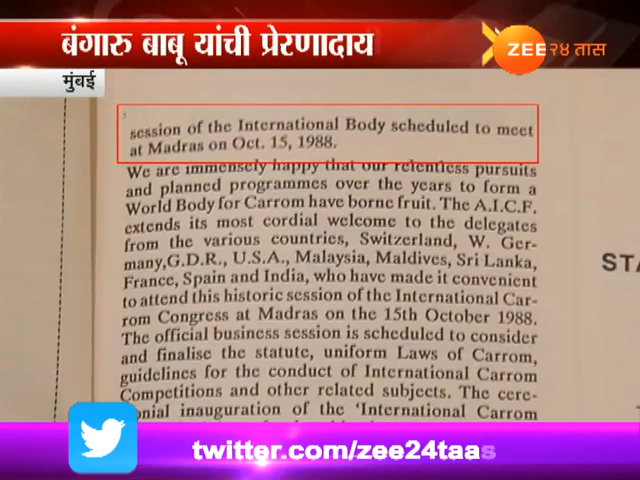 बंगारू बाबू यांची प्रेरणादाय
ZEE २४ तास
मुंबई
session of the International Body scheduled to meet
at Madras on Oct. 15, 1988.
We are immensely happy that our relentless pursuits
and planned programmes over the years to form a
World Body for Carrom have borne fruit. The A.I.C.F.
extends its most cordial welcome to the delegates
from the various countries, Switzerland, W. Ger-
many,G.D.R., U.S.A., Malaysia, Maldives, Sri Lanka,
France, Spain and India, who have made it convenient
to attend this historic session of the International Car-
rom Congress at Madras on the 15th October 1988.
The official business session is scheduled to consider
and finalise the statute, uniform Laws of Carrom,
guidelines for the conduct of International Carrom
Competitions and other related subjects. The cere-
monial inauguration of the 'International Carrom
STA
twitter.com/zee24taas